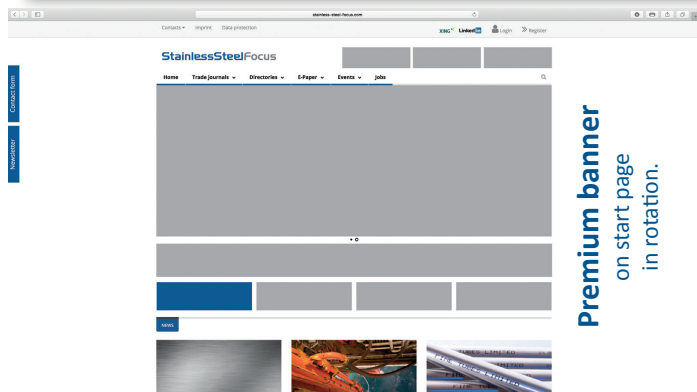 stainless-steel-focus.com
Contacts Imprint Data protection
XING LinkedIn Login Register
StainlessSteelFocus
Home Trade Journals Directories E-Paper Events Jobs
Contact form
Newsletter
NEWS
Premium banner
on start page
in rotation.